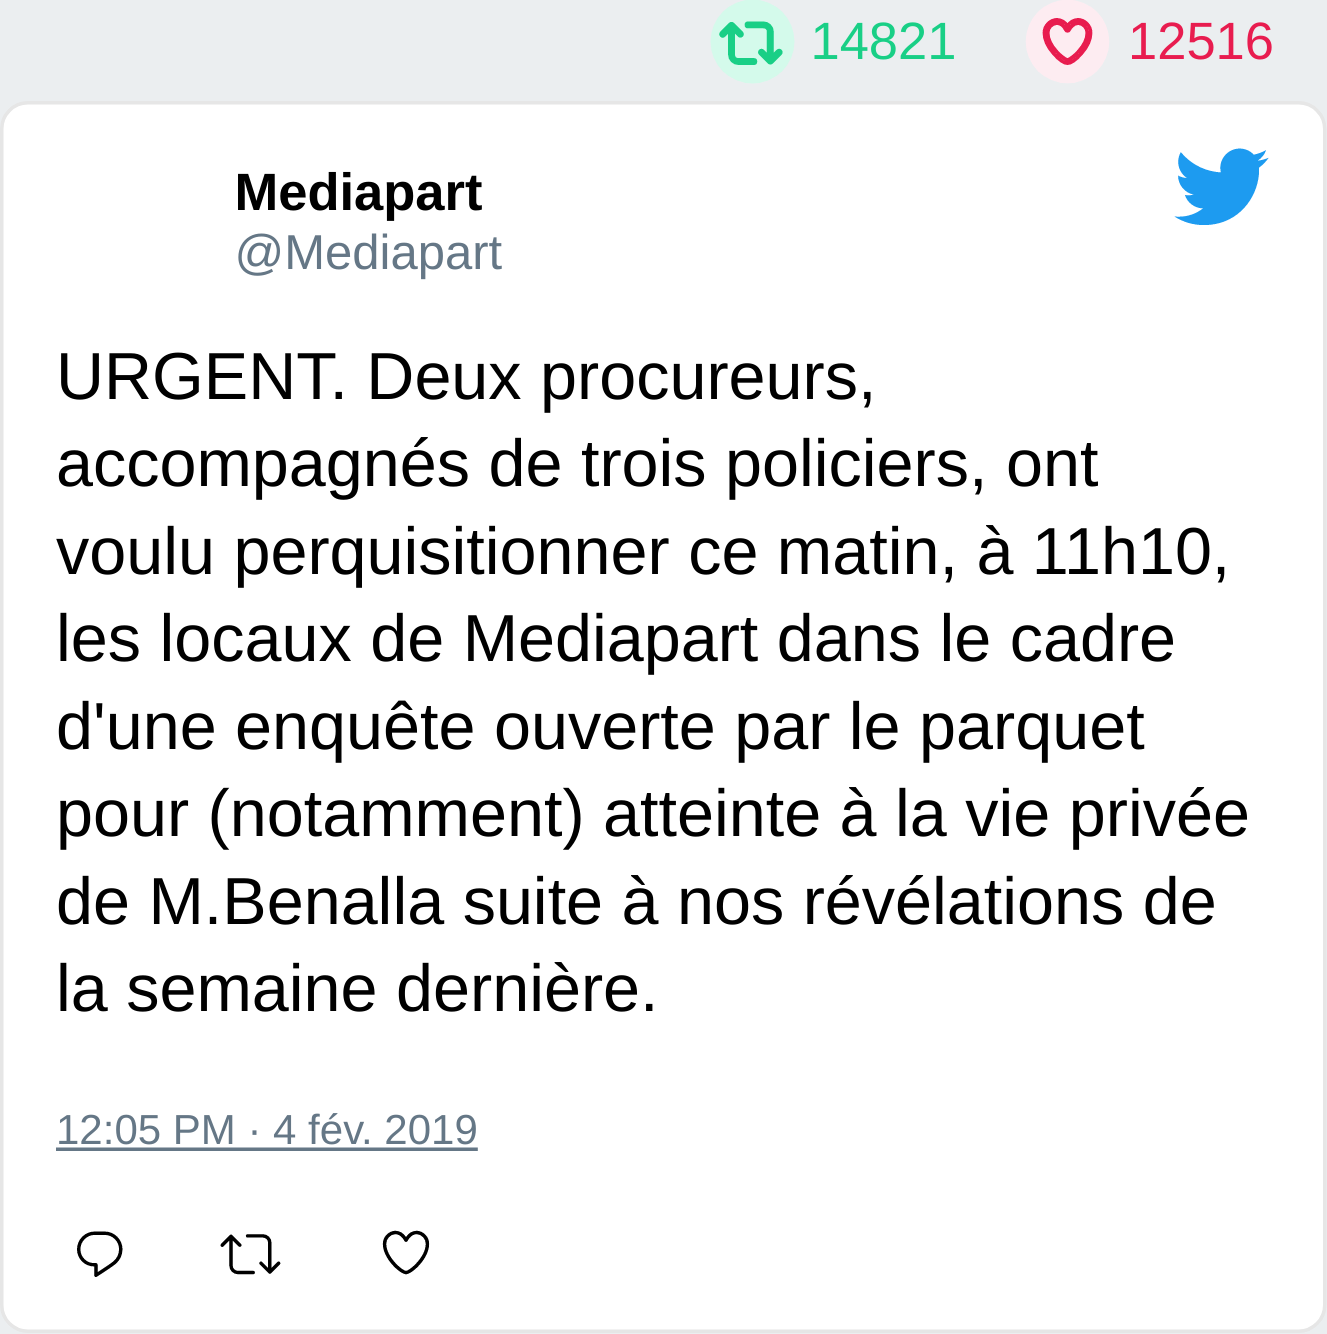 14821 12516
Mediapart
@Mediapart
URGENT. Deux procureurs,
accompagnés de trois policiers, ont
voulu perquisitionner ce matin, à 11h10,
les locaux de Mediapart dans le cadre
d'une enquête ouverte par le parquet
pour (notamment) atteinte à la vie privée
de M.Benalla suite à nos révélations de
la semaine dernière.
12:05 PM · 4 fév. 2019